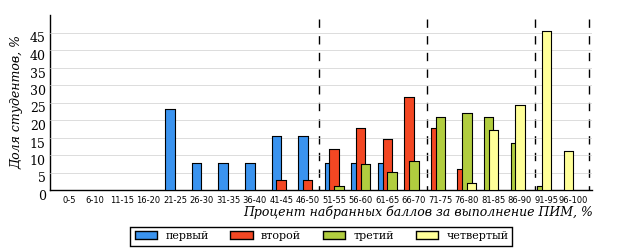 Доля студентов, %
45
40
35
30
25
20
15
10
5
0
0-5 6-10 11-15 16-20 21-25 26-30 31-35 36-40 41-45 46-50 51-55 56-60 61-65 66-70 71-75 76-80 81-85 86-90 91-95 96-100
Процент набранных баллов за выполнение ПИМ, %
первый второй третий четвертый